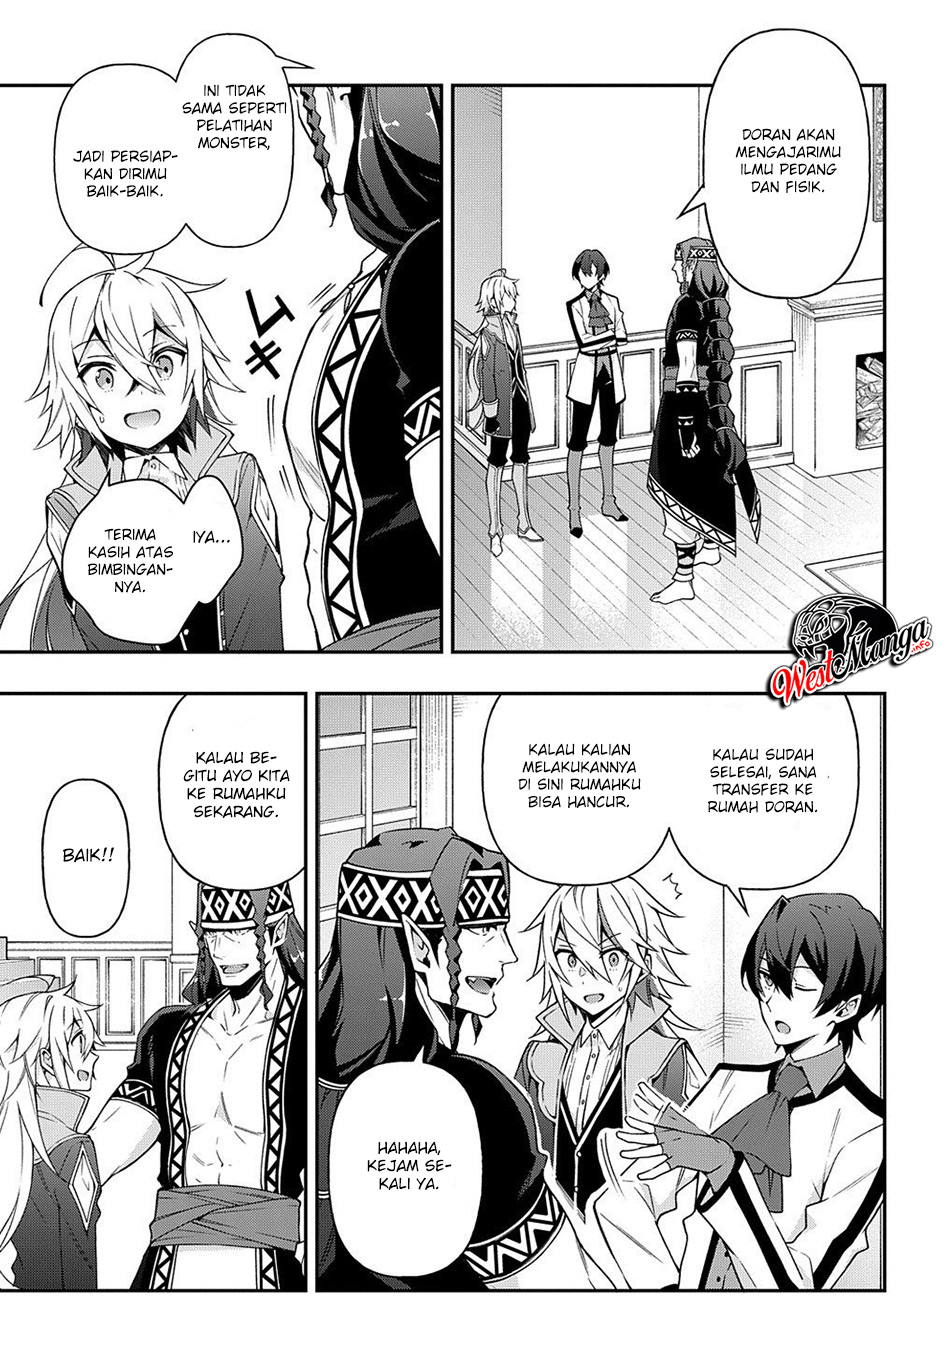 DORAN AKAN
MENGAJARIMU
ILMU PEDANG
DAN FISIK.
INI TIDAK
SAMA SEPERTI
PELATIHAN
MONSTER,
JADI PERSIAP-
KAN DIRIMU
BAIK-BAIK.
ムキ
IYA...
TERIMA
KASIH ATAS
BIMBINGAN-
NYA.
WestManga
.info
KALAU SUDAH
SELESAI, SANA
TRANSFER KE
RUMAH DORAN.
KALAU KALIAN
MELAKUKANNYA
DI SINI RUMAHKU
BISA HANCUR.
HAHAHA,
KEJAM SE-
KALI YA.
KALAU BE-
GITU AYO KITA
KE RUMAHKU
SEKARANG.
BAIK!!